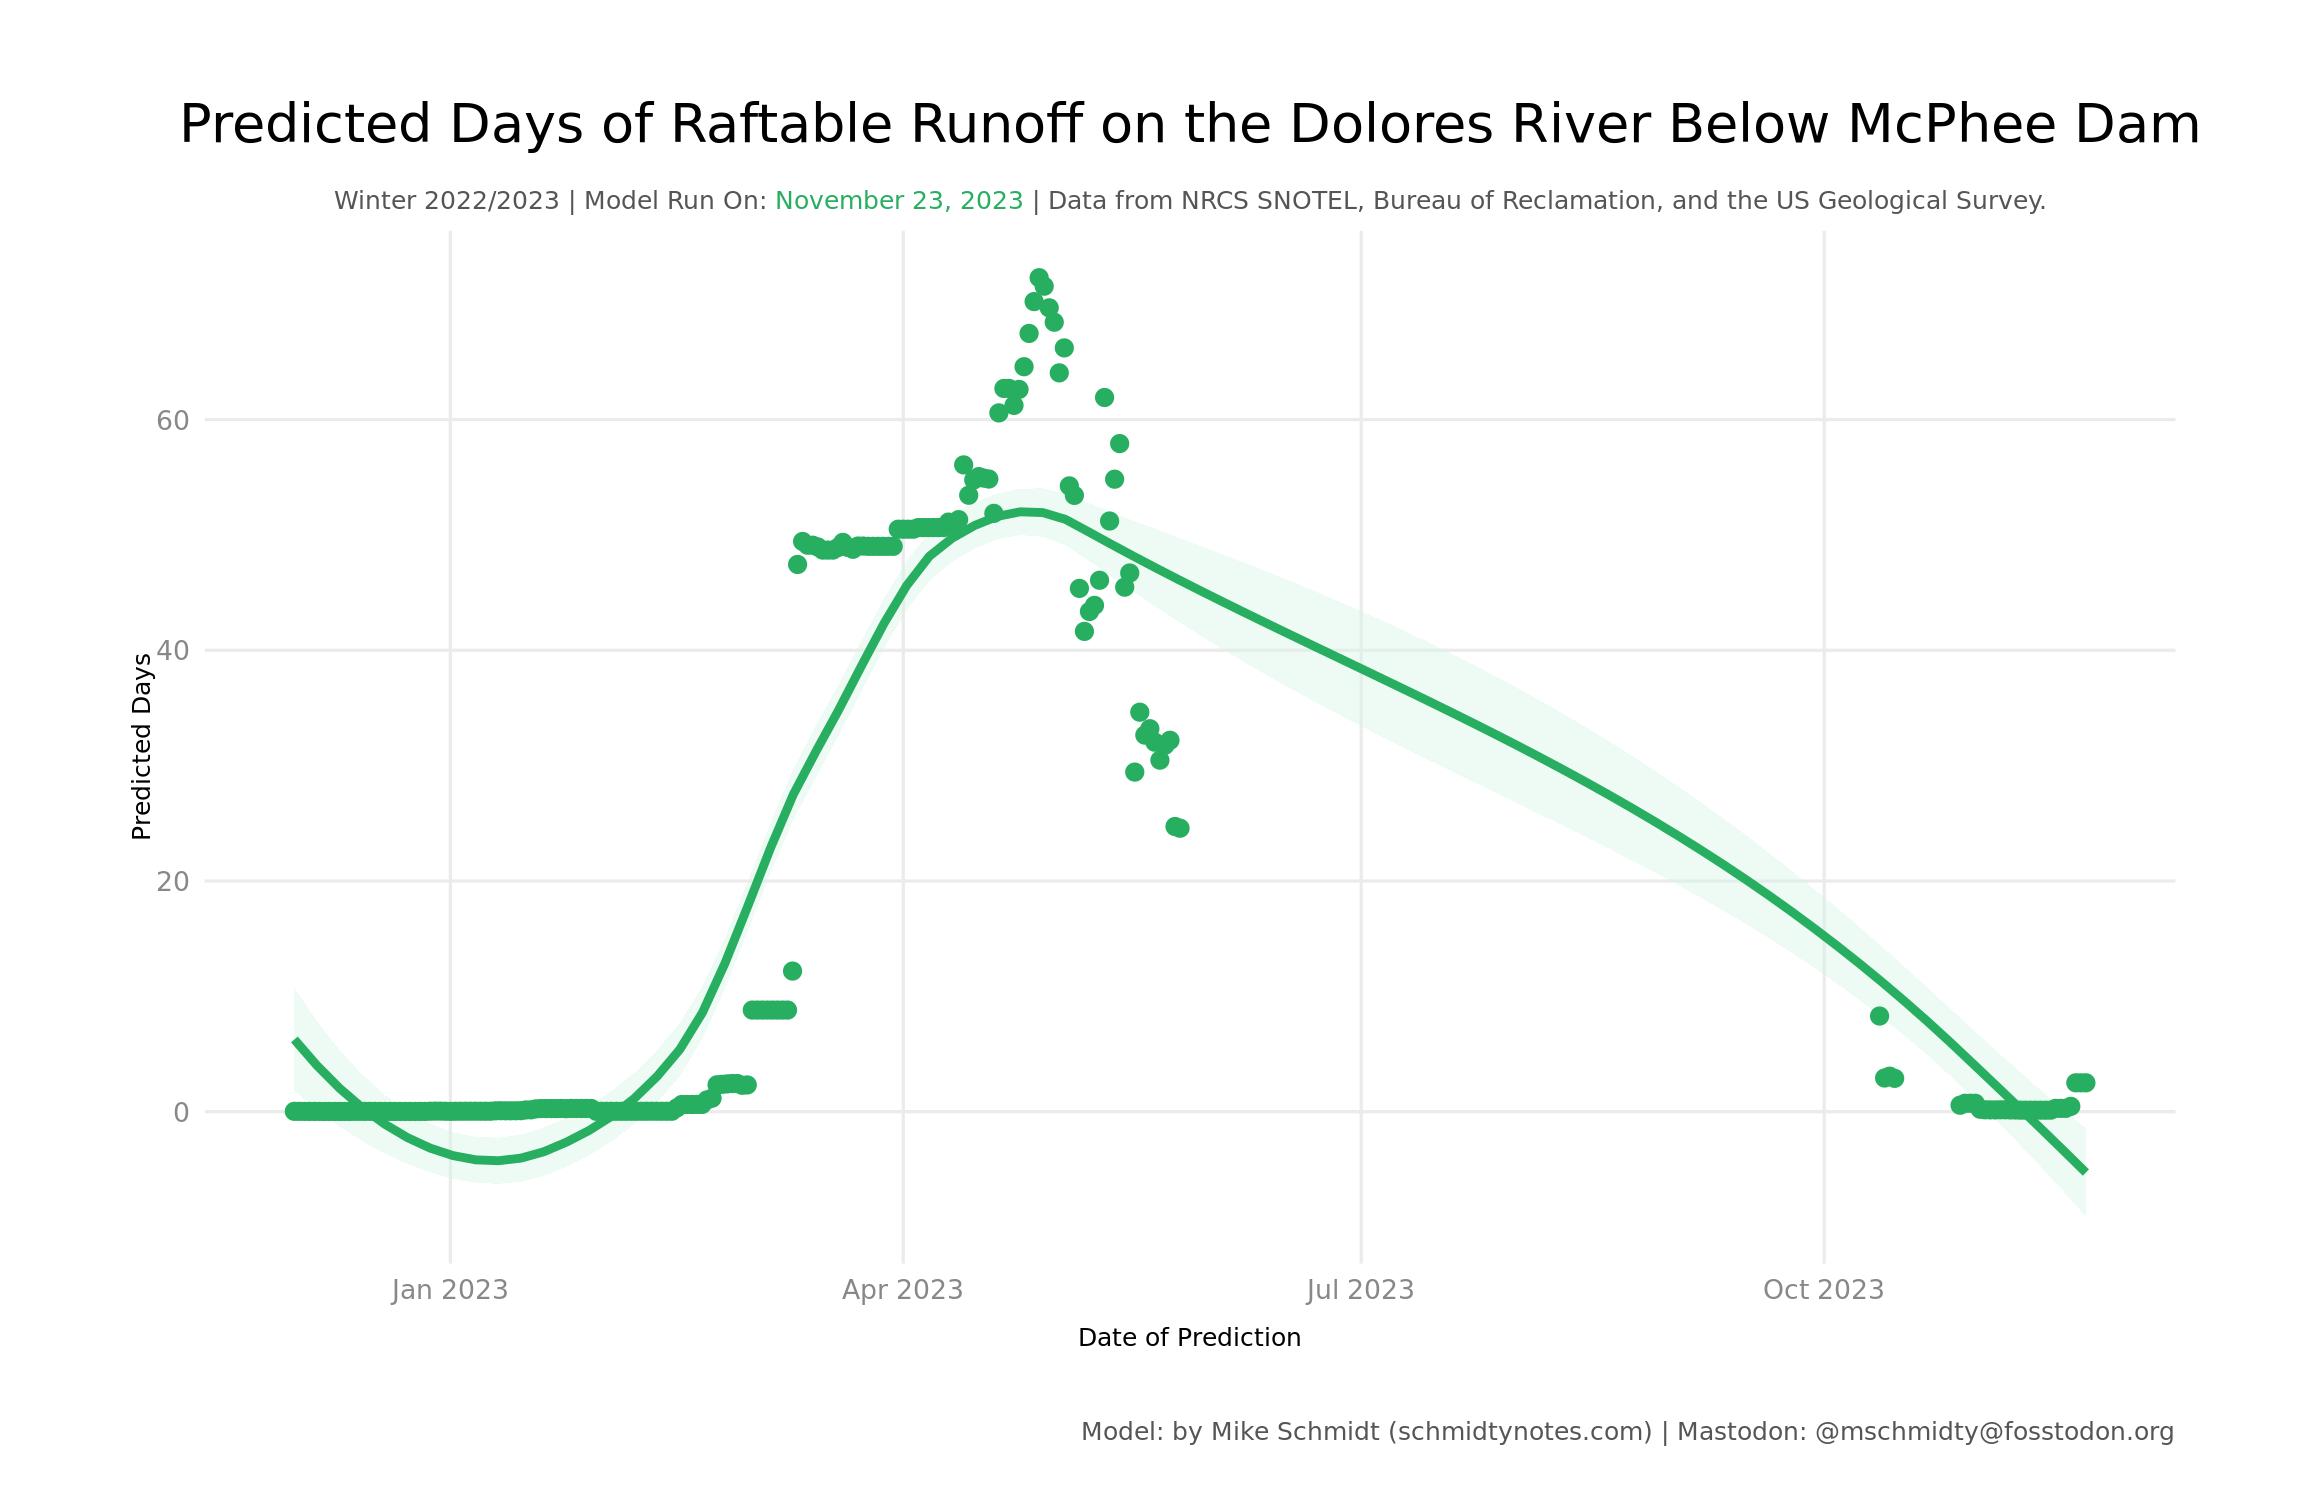 Predicted Days of Raftable Runoff on the Dolores River Below McPhee Dam
Winter 2022/2023 | Model Run On: November 23, 2023 | Data from NRCS SNOTEL, Bureau of Reclamation, and the US Geological Survey.
60
40
20
0
Predicted Days
Jan 2023
Apr 2023
Jul 2023
Oct 2023
Date of Prediction
Model: by Mike Schmidt (schmidtynotes.com) | Mastodon: @mschmidty@fosstodon.org